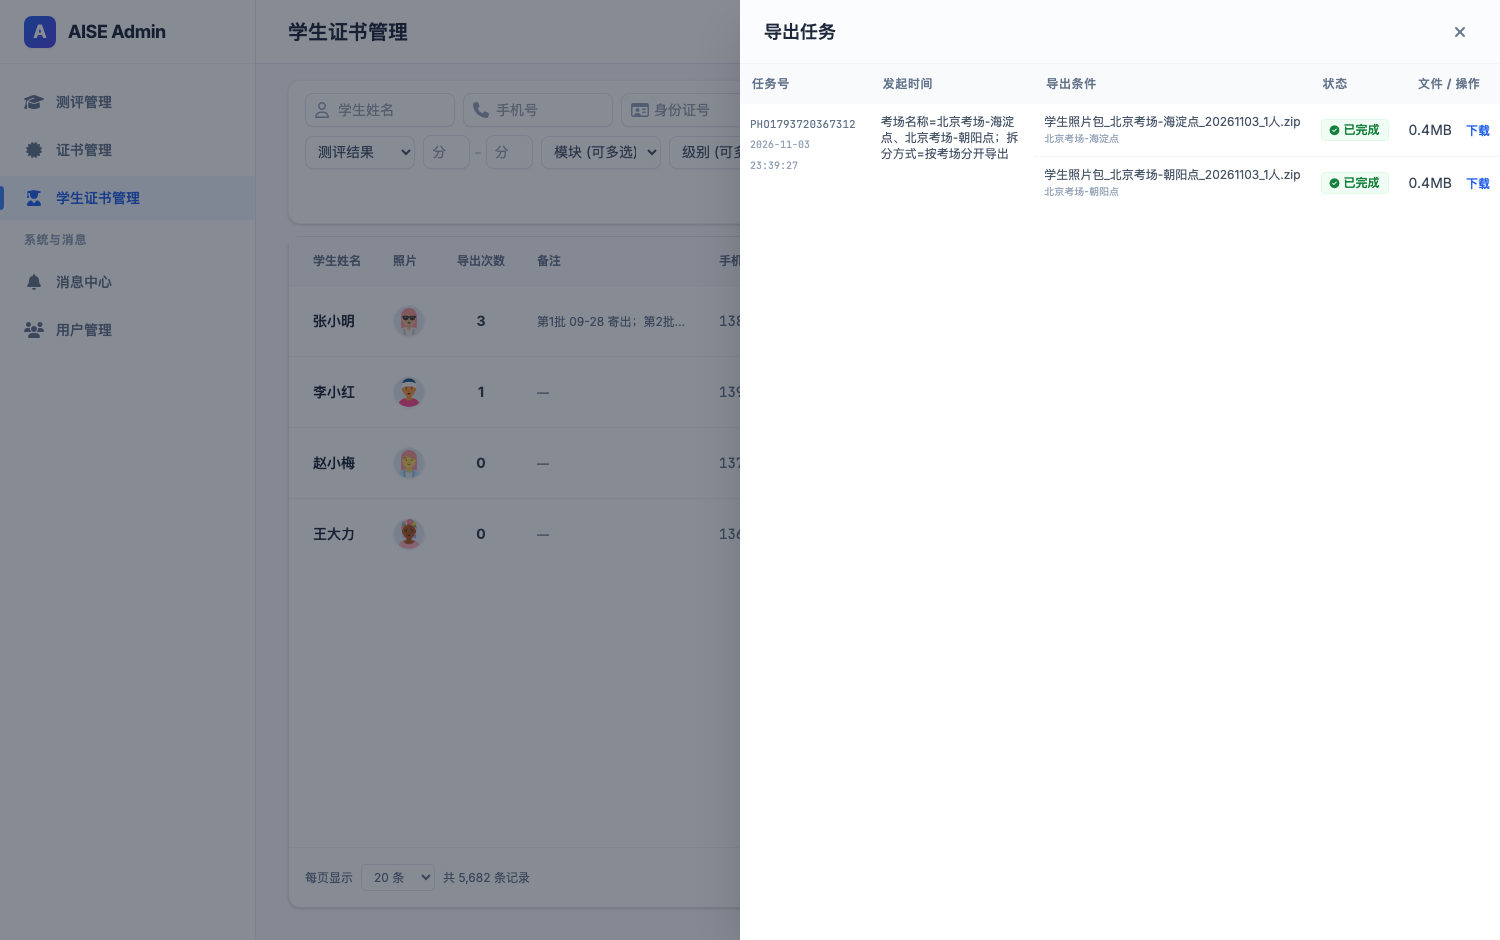 A AISE Admin
测评管理
证书管理
学生证书管理
系统与消息
消息中心
用户管理
学生证书管理
学生姓名 手机号 身份证号
测评结果 分 - 分 模块 (可多选) 级别 (可多
学生姓名 照片 导出次数 备注 手机
张小明 3 第1批 09-28 寄出；第2批... 138
李小红 1 — 139
赵小梅 0 — 137
王大力 0 — 136
每页显示 20 条 共 5,682 条记录
导出任务
任务号 发起时间 导出条件 状态 文件 / 操作
PHO1793720367312
2026-11-03
23:39:27
考场名称=北京考场-海淀
点、北京考场-朝阳点；拆
分方式=按考场分开导出
学生照片包_北京考场-海淀点_20261103_1人.zip 已完成 0.4MB 下载
北京考场-海淀点
学生照片包_北京考场-朝阳点_20261103_1人.zip 已完成 0.4MB 下载
北京考场-朝阳点